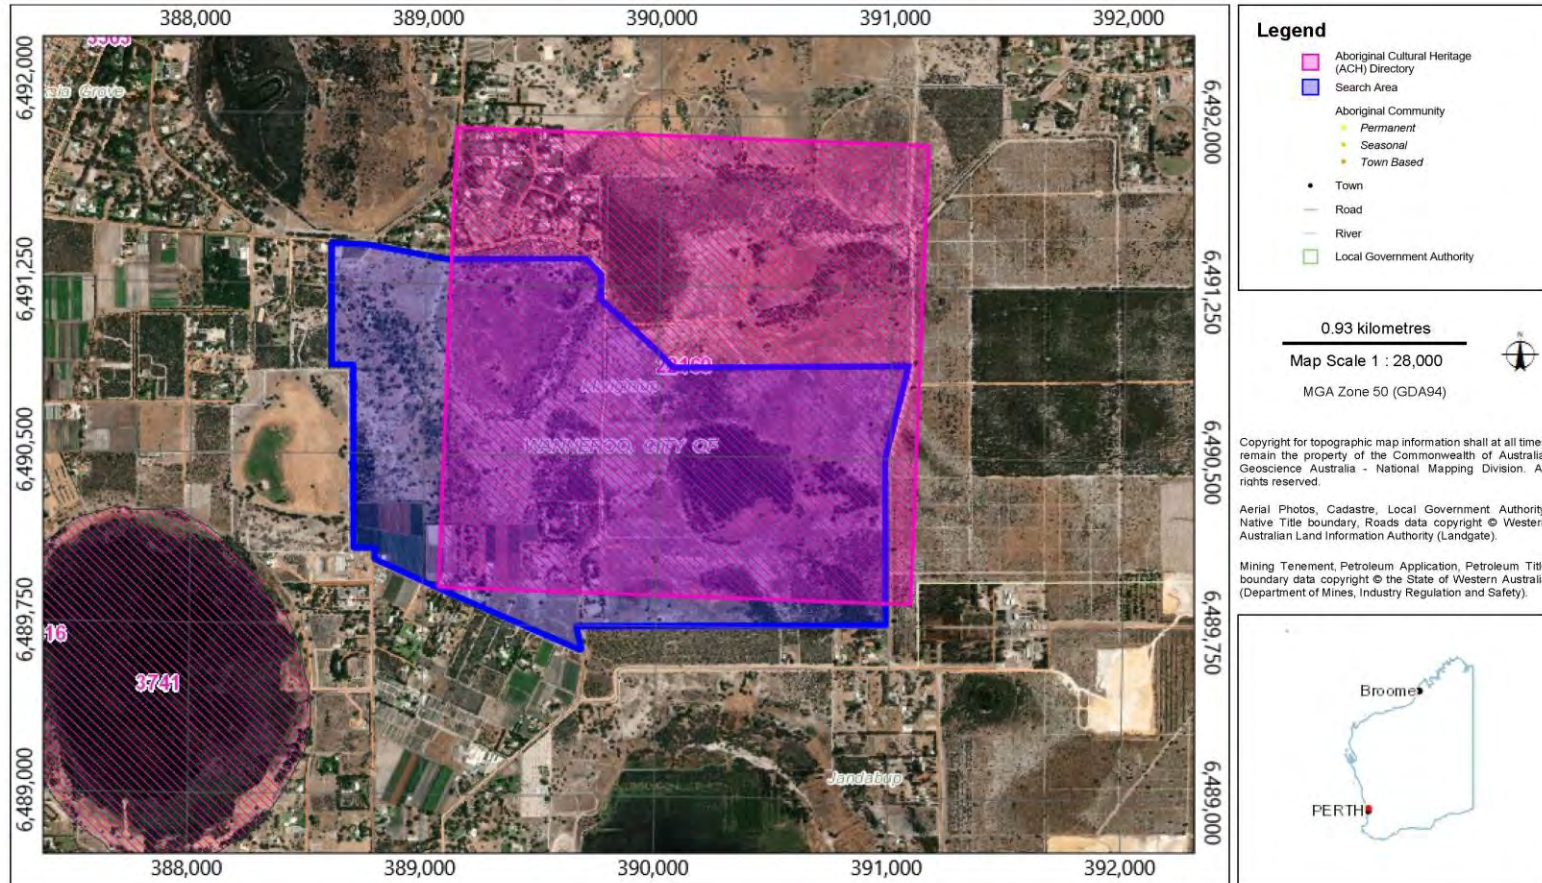 388,000 389,000 390,000 391,000 392,000
6,492,000
6,491,250
6,490,500
6,489,750
6,489,000
6,492,000
6,491,250
6,490,500
6,489,750
6,489,000
Grove
WANNEROO, CITY OF
16
3741
Jandabup
388,000 389,000 390,000 391,000 392,000
Legend
Aboriginal Cultural Heritage
(ACH) Directory
Search Area
Aboriginal Community
Permanent
Seasonal
Town Based
Town
Road
River
Local Government Authority
0.93 kilometres
Map Scale 1 : 28,000
MGA Zone 50 (GDA94)
N
Copyright for topographic map information shall at all time
remain the property of the Commonwealth of Australia
Geoscience Australia - National Mapping Division. A
rights reserved.
Aerial Photos, Cadastre, Local Government Authority
Native Title boundary, Roads data copyright © Western
Australian Land Information Authority (Landgate).
Mining Tenement, Petroleum Application, Petroleum Titl
boundary data copyright © the State of Western Australi
(Department of Mines, Industry Regulation and Safety).
Broome
PERTH